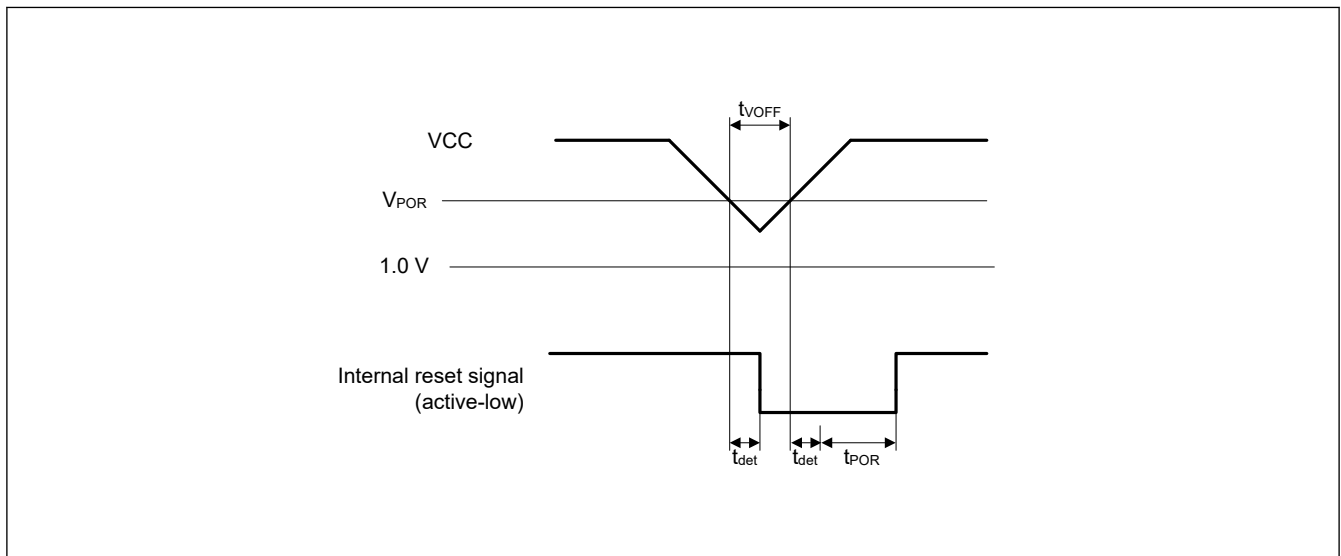 tVOFF
VCC
VPOR
1.0 V
Internal reset signal
(active-low)
tdet
tdet
tPOR